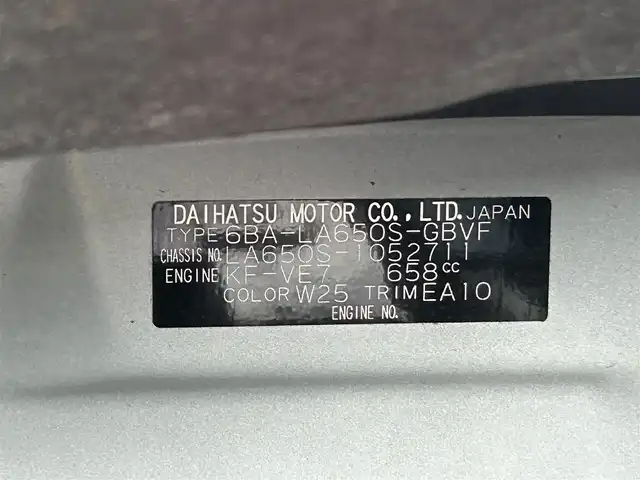 DAIHATSU MOTOR CO., LTD. JAPAN
TYPE 6BA-LA650S-GBVF
CHASSIS NO. LA650S-1052711
ENGINE KF-VE7 658cc
COLOR W25 TRIM EA10
ENGINE NO.